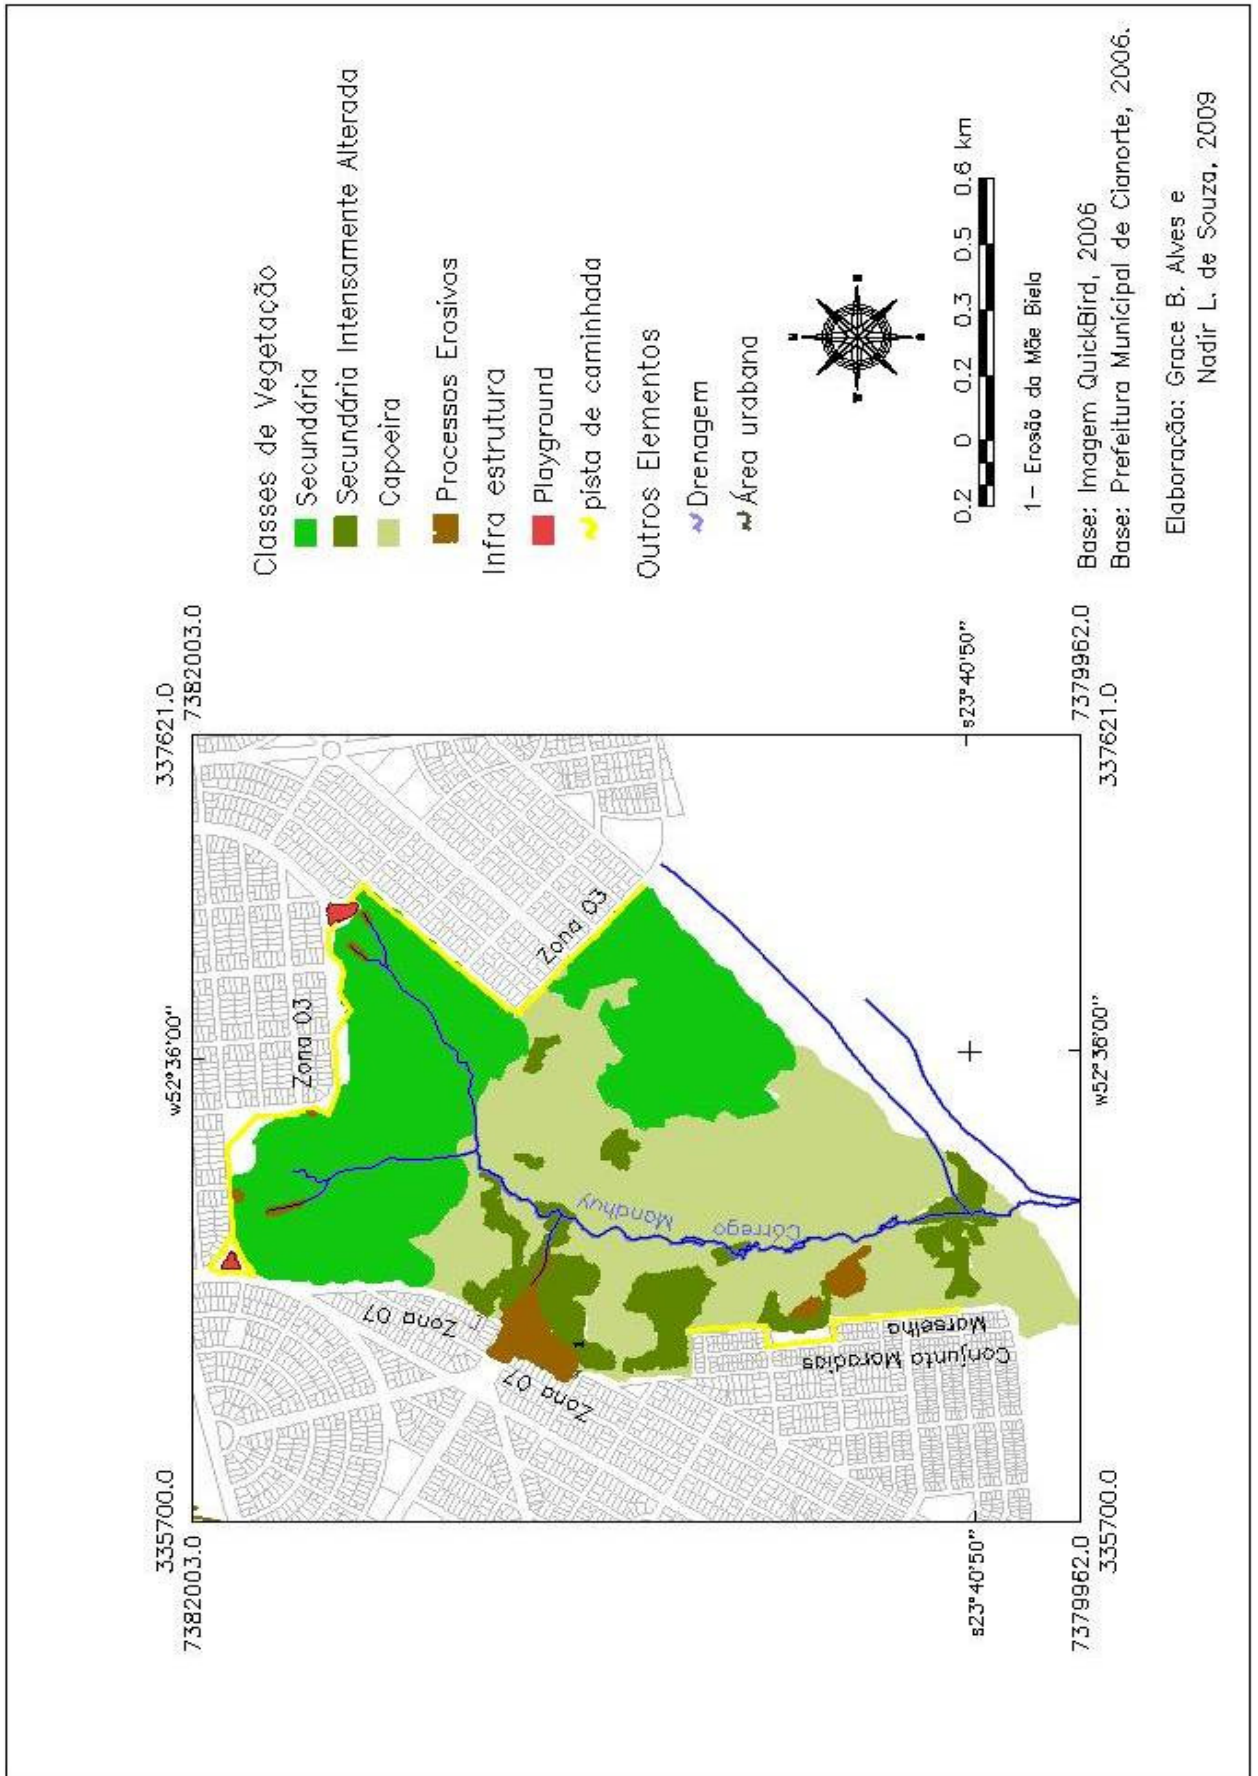 335700.0
337621.0
7382003.0
7382003.0
w52°36'00"
Zona 03
Zona 03
Zona 07
Zona 07
Córrego Mandhuy
Conjunto Moradias
Marselha
1
s23°40'50"
s23°40'50"
7379962.0
7379962.0
335700.0
w52°36'00"
337621.0
Classes de Vegetação
Secundária
Secundária Intensamente Alterada
Capoeira
Processos Erosivos
Infra estrutura
Playground
pista de caminhada
Outros Elementos
Drenagem
Área urabana
0.2 0 0.2 0.3 0.5 0.6 km
1- Erosão da Mãe Biela
Base: Imagem QuickBird, 2006
Base: Prefeitura Municipal de Cianorte, 2006.
Elaboração: Grace B. Alves e
Nadir L. de Souza, 2009